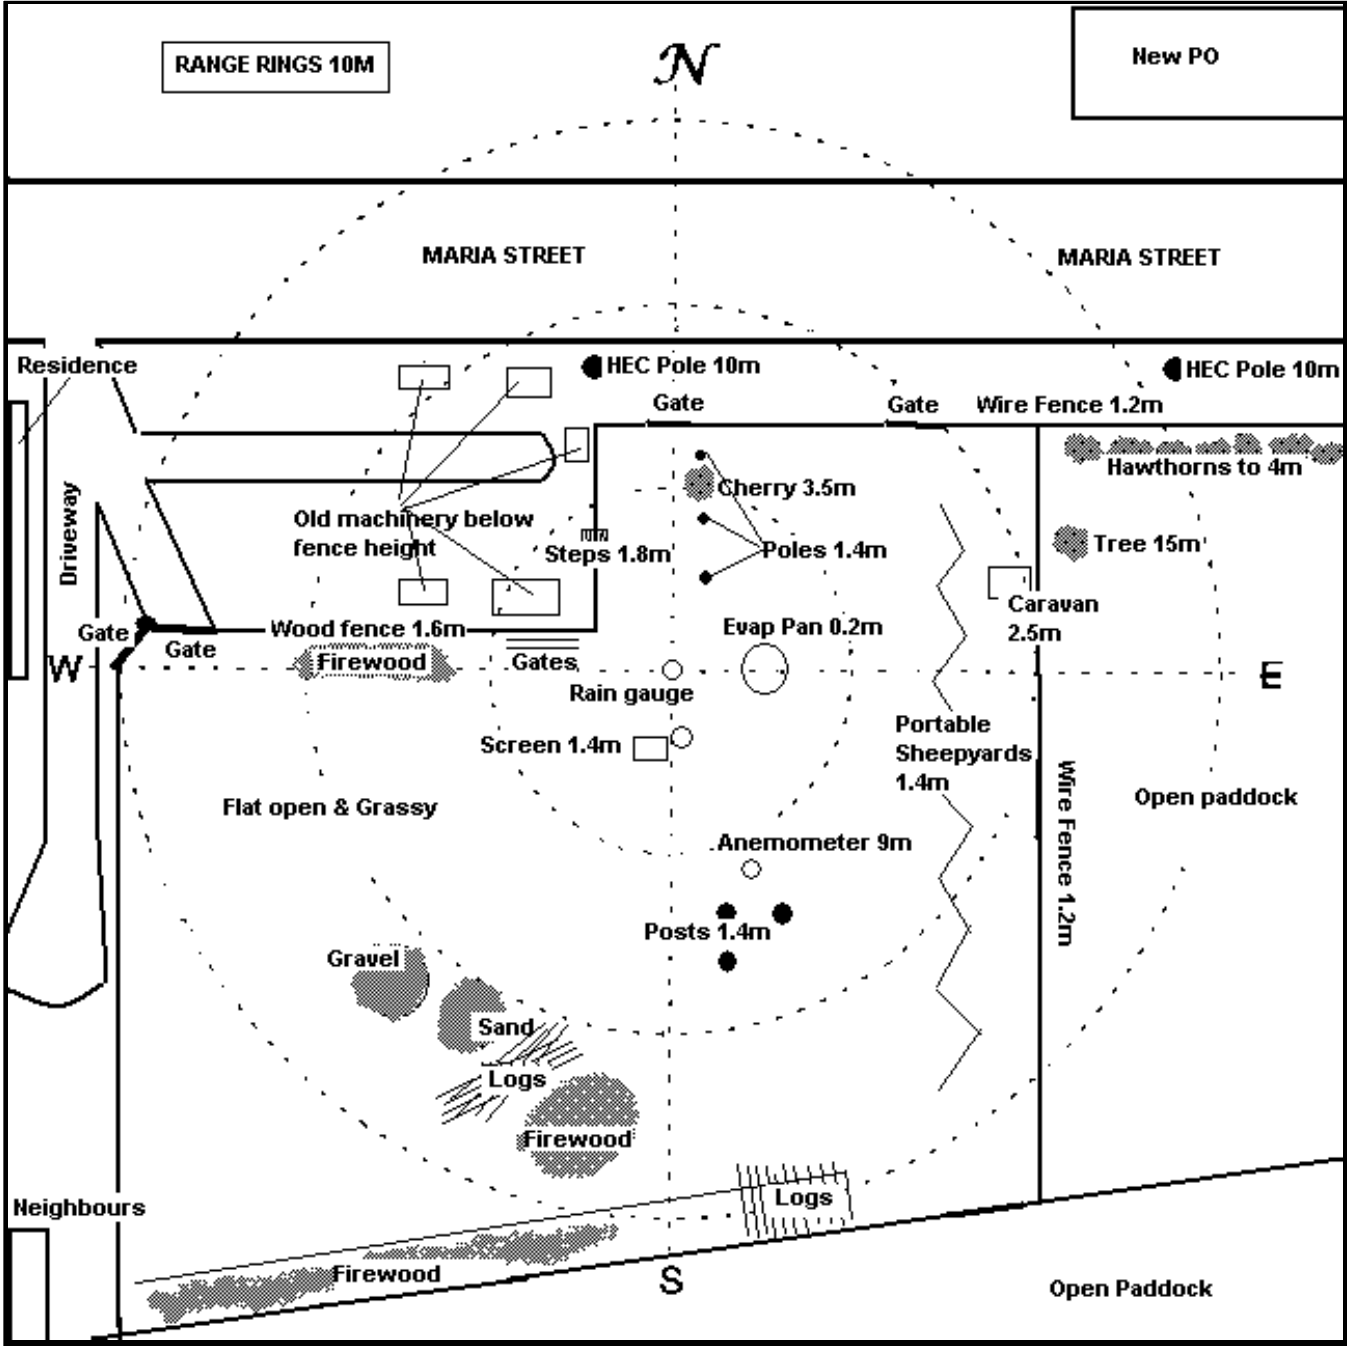 N
RANGE RINGS 10M
New PO
MARIA STREET
MARIA STREET
Residence
HEC Pole 10m
HEC Pole 10m
Gate
Gate
Wire Fence 1.2m
Hawthorns to 4m
Cherry 3.5m
Driveway
Old machinery below
fence height
Steps 1.8m
Poles 1.4m
Tree 15m
Caravan
2.5m
Gate
Gate
Wood fence 1.6m
Evap Pan 0.2m
W
Firewood
Gates
E
Rain gauge
Screen 1.4m
Portable
Sheepyards
1.4m
Wire Fence 1.2m
Flat open & Grassy
Open paddock
Anemometer 9m
Posts 1.4m
Gravel
Sand
Logs
Firewood
Logs
Neighbours
Firewood
S
Open Paddock